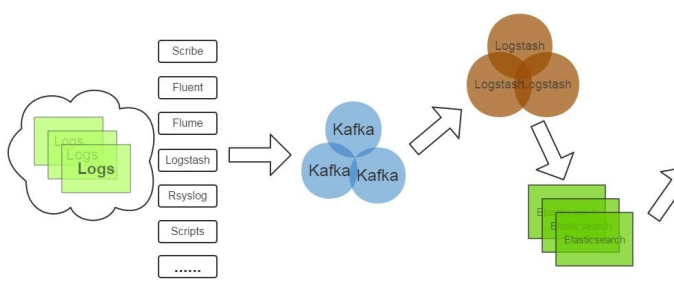 Logs
Logs
Logs
Scribe
Fluent
Flume
Logstash
Rsyslog
Scripts
......
Kafka
Kafka Kafka
Logstash
Logstash Logstash
Elasticsearch
Elasticsearch
Elasticsearch